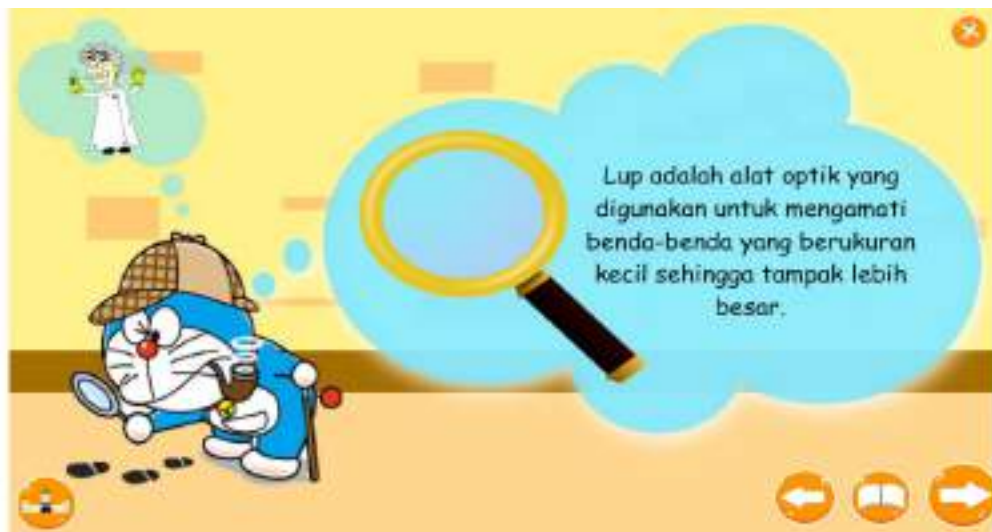 Lup adalah alat optik yang
digunakan untuk mengamati
benda-benda yang berukuran
kecil sehingga tampak lebih
besar.